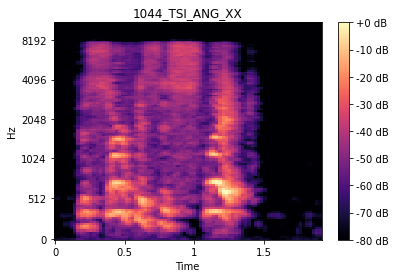 1044_TSI_ANG_XX
+0 dB
8192
-10 dB
4096
-20 dB
-30 dB
2048
Hz
-40 dB
1024
-50 dB
512
-60 dB
-70 dB
0
-80 dB
0
0.5
1
1.5
Time